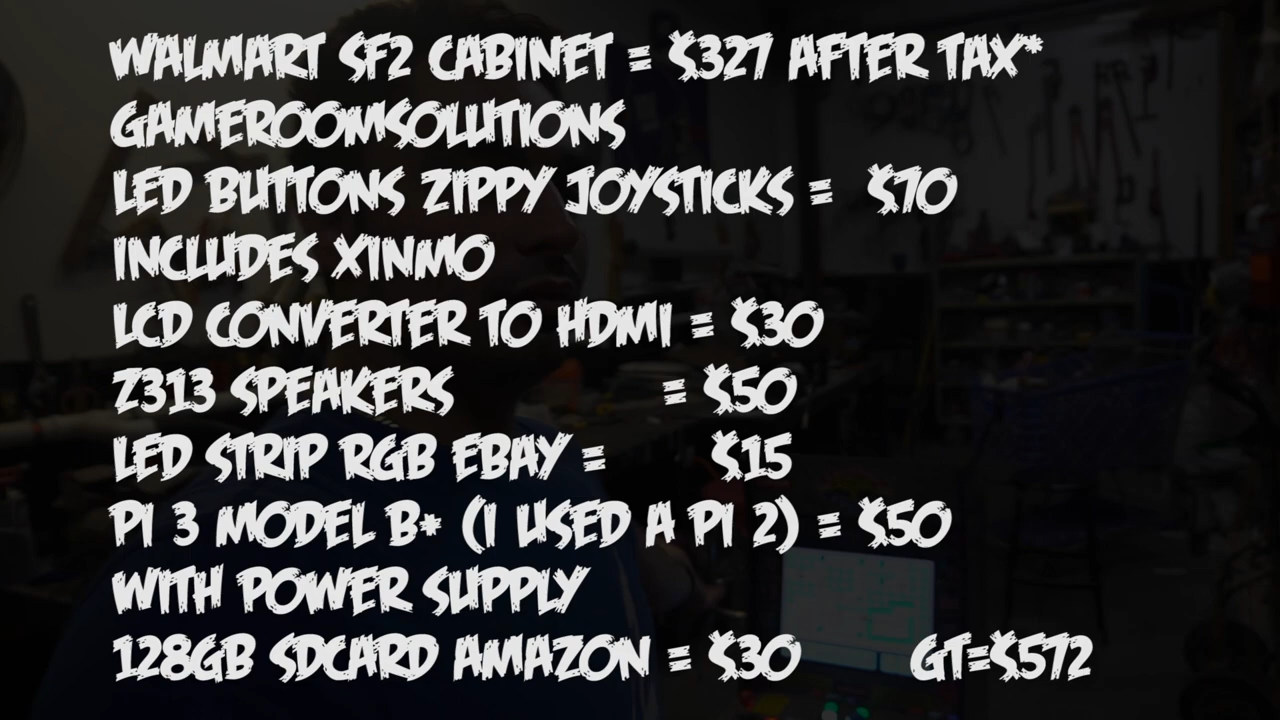 WALMART SF2 CABINET = $327 AFTER TAX*
GAMEROOMSOLUTIONS
LED BUTTONS ZIPPY JOYSTICKS = $70
INCLUDES XINMO
LCD CONVERTER TO HDMI = $30
Z313 SPEAKERS = $50
LED STRIP RGB EBAY = $15
PI 3 MODEL B+ (I USED A PI 2) = $50
WITH POWER SUPPLY
128GB SDCARD AMAZON = $30 GT=$572